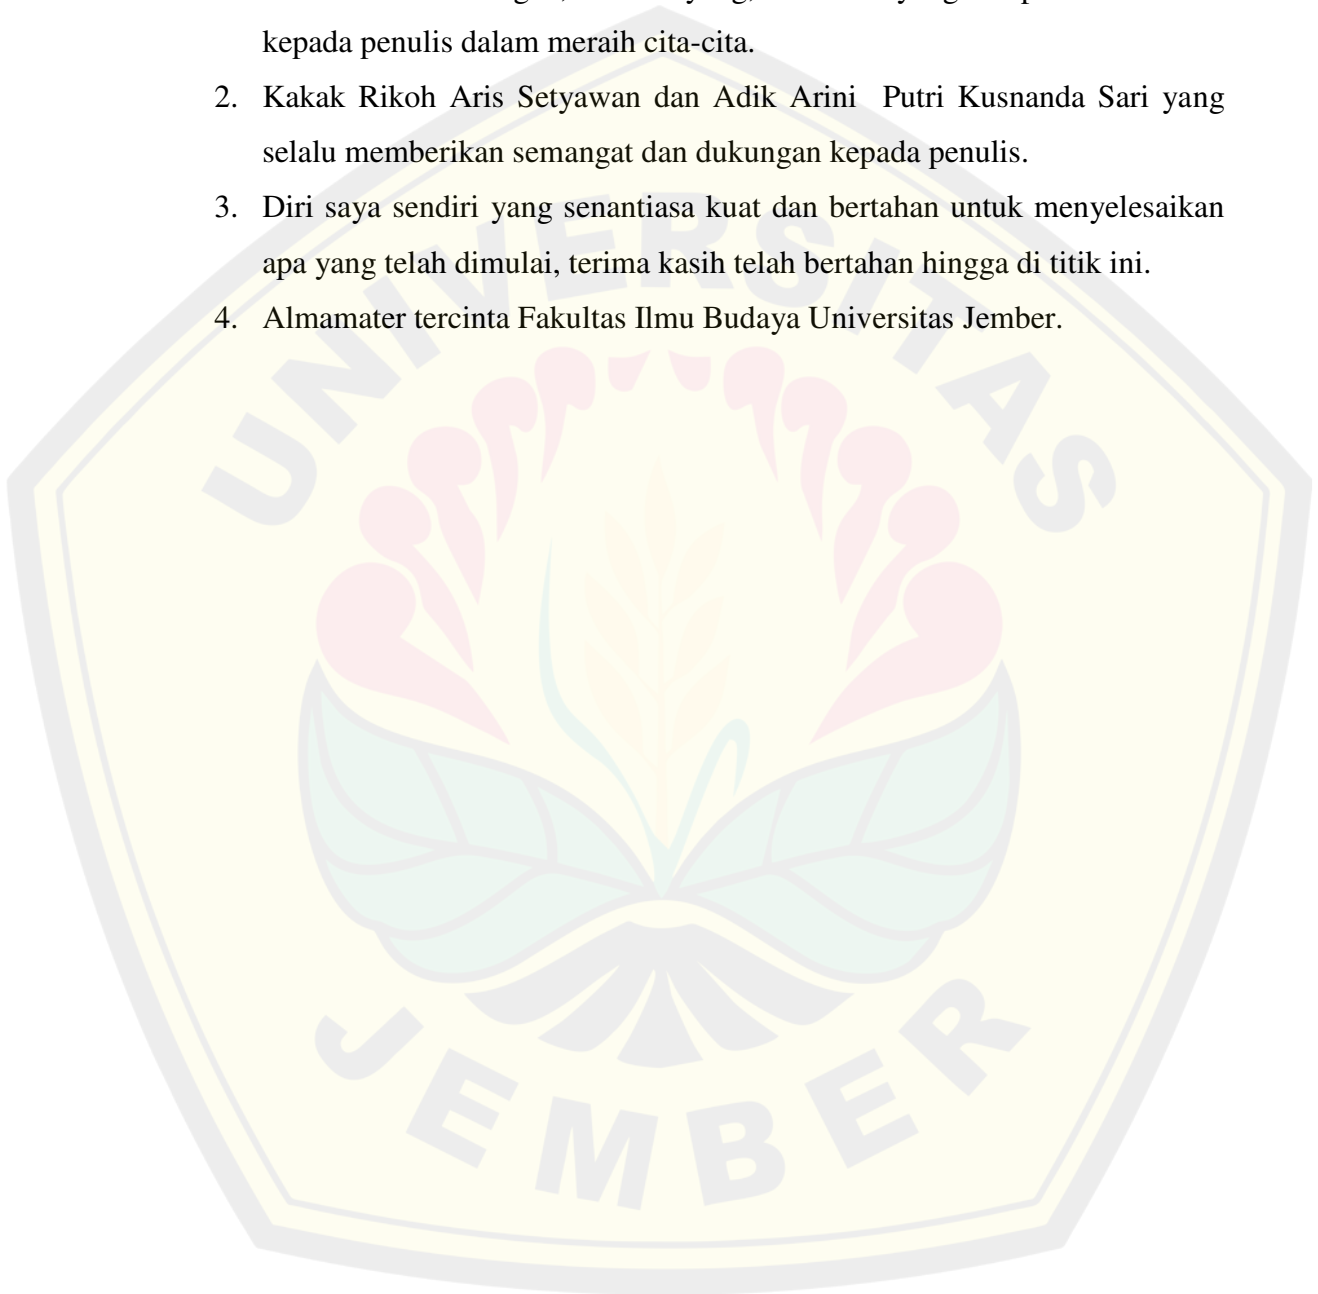 kepada penulis dalam meraih cita-cita.
2. Kakak Rikoh Aris Setyawan dan Adik Arini Putri Kusnanda Sari yang
selalu memberikan semangat dan dukungan kepada penulis.
3. Diri saya sendiri yang senantiasa kuat dan bertahan untuk menyelesaikan
apa yang telah dimulai, terima kasih telah bertahan hingga di titik ini.
4. Almamater tercinta Fakultas Ilmu Budaya Universitas Jember.
UNIVERSITAS
JEMBER